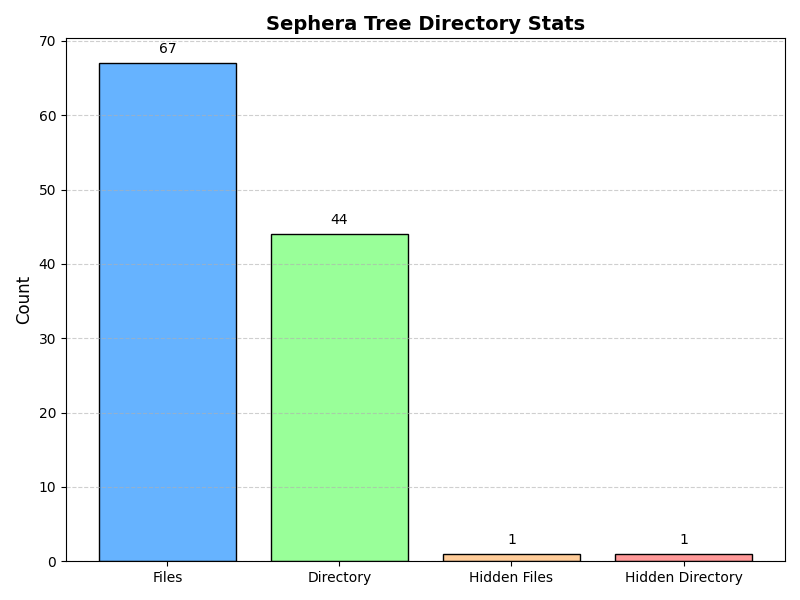 Sephera Tree Directory Stats
70
67
60
50
44
40
Count
30
20
10
1
1
0
Files
Directory
Hidden Files
Hidden Directory